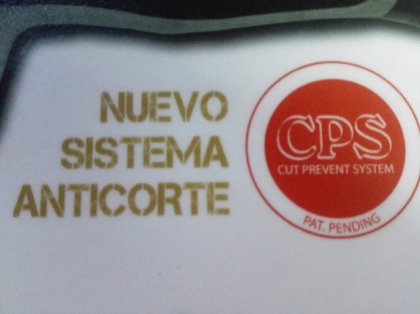 NUEVO
SISTEMA
ANTICORTE
CPS
CUT PREVENT SYSTEM
PAT. PENDING